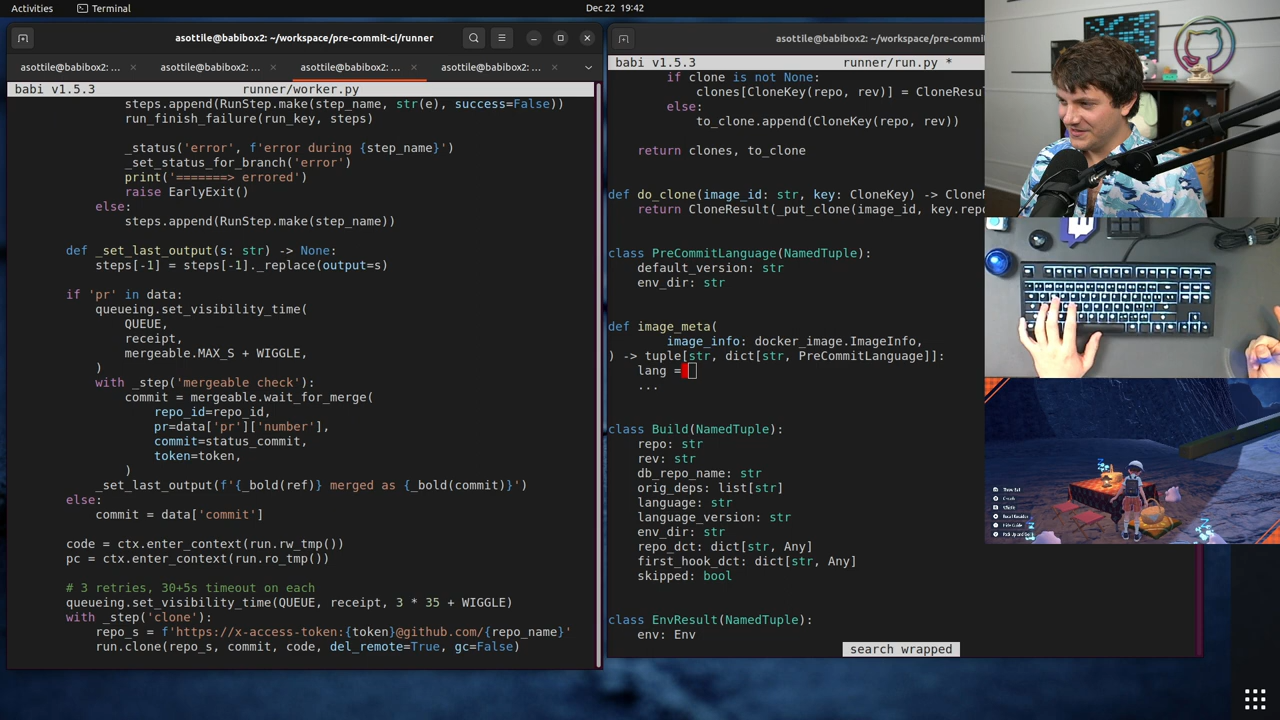 Activities
Terminal
Dec 22 19:42
asottile@babibox2: ~/workspace/pre-commit-ci/runner
asottile@babibox2: ...
asottile@babibox2: ...
asottile@babibox2: ...
asottile@babibox2: ...
babi v1.5.3 runner/worker.py
steps.append(RunStep.make(step_name, str(e), success=False))
run_finish_failure(run_key, steps)
_status('error', f'error during {step_name}')
_set_status_for_branch('error')
print('=======> errored')
raise EarlyExit()
else:
steps.append(RunStep.make(step_name))
def _set_last_output(s: str) -> None:
steps[-1] = steps[-1]._replace(output=s)
if 'pr' in data:
queueing.set_visibility_time(
QUEUE,
receipt,
mergeable.MAX_S + WIGGLE,
)
with _step('mergeable check'):
commit = mergeable.wait_for_merge(
repo_id=repo_id,
pr=data['pr']['number'],
commit=status_commit,
token=token,
)
_set_last_output(f'{_bold(ref)} merged as {_bold(commit)}')
else:
commit = data['commit']
code = ctx.enter_context(run.rw_tmp())
pc = ctx.enter_context(run.ro_tmp())
# 3 retries, 30+5s timeout on each
queueing.set_visibility_time(QUEUE, receipt, 3 * 35 + WIGGLE)
with _step('clone'):
repo_s = f'https://x-access-token:{token}@github.com/{repo_name}'
run.clone(repo_s, commit, code, del_remote=True, gc=False)
asottile@babibox2: ~/workspace/pre-commit
babi v1.5.3 runner/run.py *
if clone is not None:
clones[CloneKey(repo, rev)] = CloneResul
else:
to_clone.append(CloneKey(repo, rev))
return clones, to_clone
def do_clone(image_id: str, key: CloneKey) -> CloneR
return CloneResult(_put_clone(image_id, key.repo
class PreCommitLanguage(NamedTuple):
default_version: str
env_dir: str
def image_meta(
image_info: docker_image.ImageInfo,
) -> tuple[str, dict[str, PreCommitLanguage]]:
lang =
...
class Build(NamedTuple):
repo: str
rev: str
db_repo_name: str
orig_deps: list[str]
language: str
language_version: str
env_dir: str
repo_dct: dict[str, Any]
first_hook_dct: dict[str, Any]
skipped: bool
class EnvResult(NamedTuple):
env: Env
search wrapped